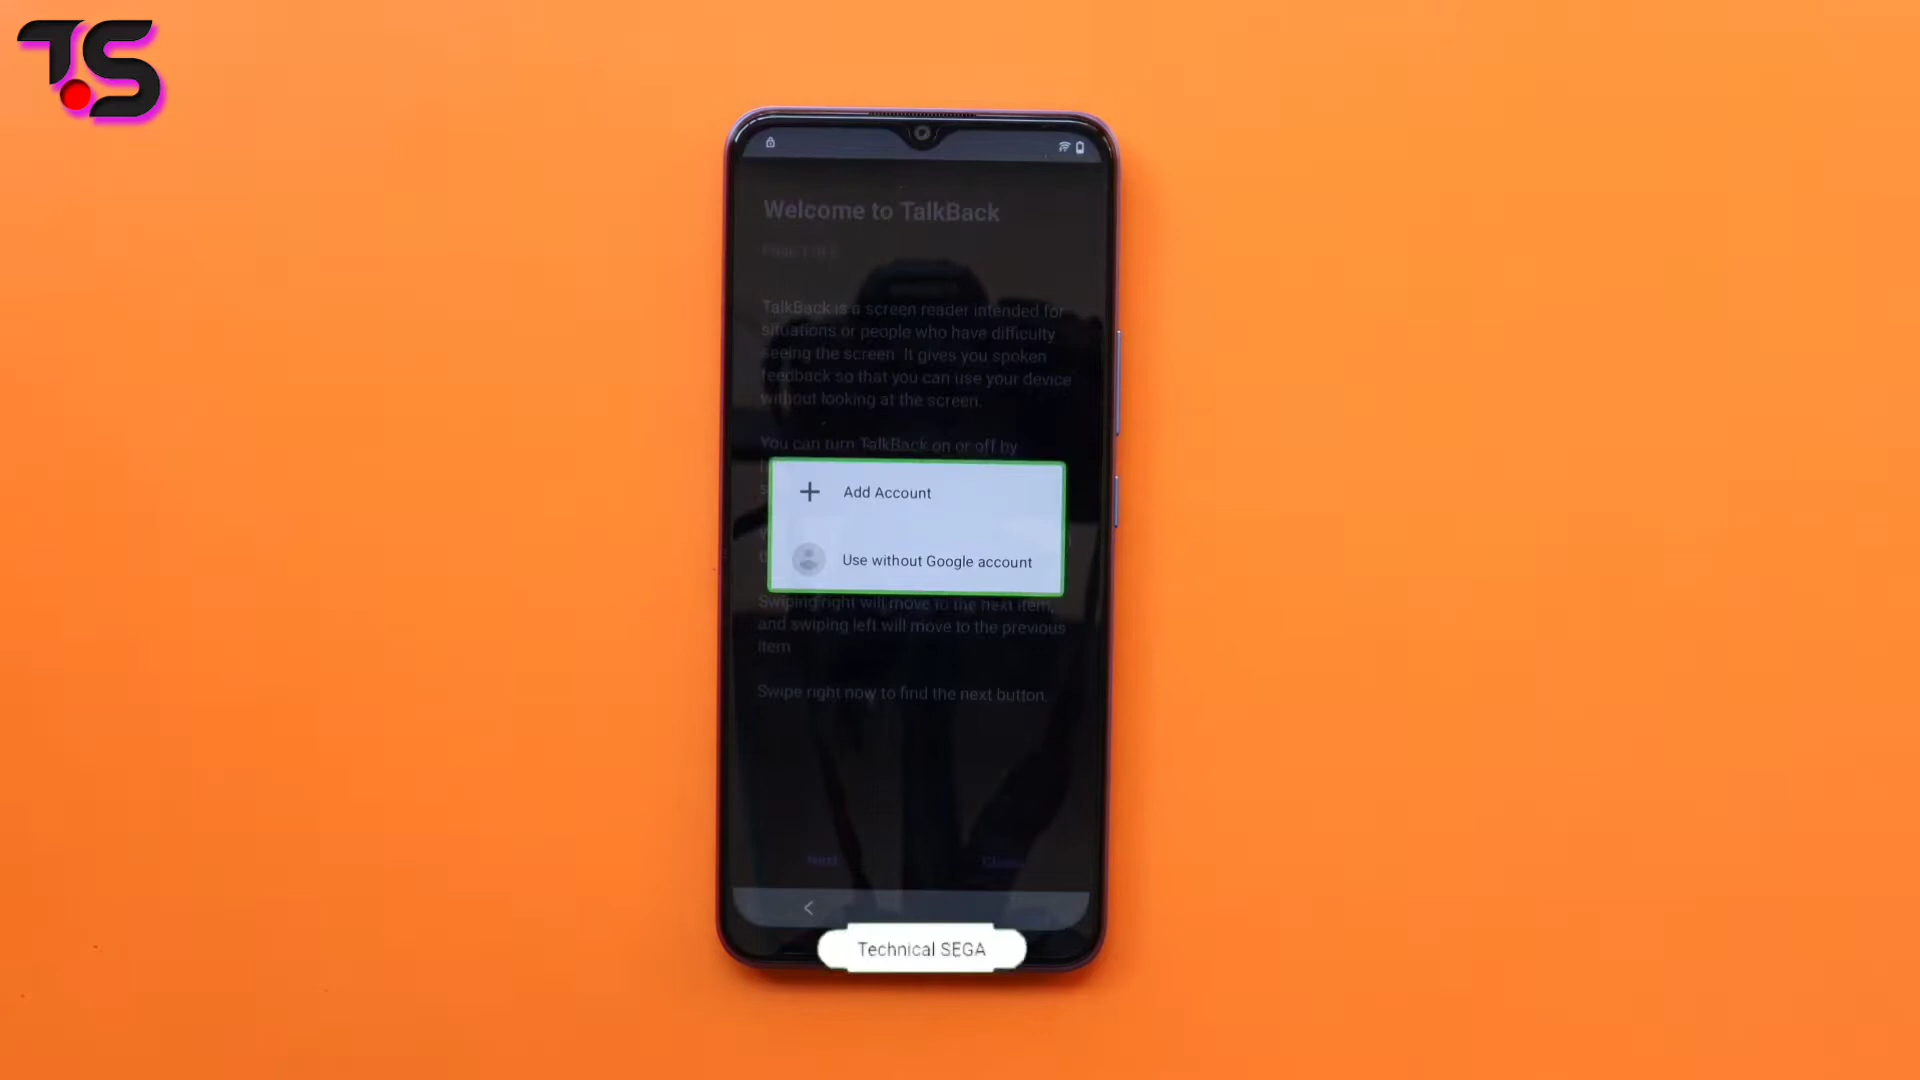 TS
Welcome to TalkBack
TalkBack is a screen reader intended for
situations or people who have difficulty
seeing the screen. It gives you spoken
feedback so that you can use your device
without looking at the screen.
You can turn TalkBack on or off by
Add Account
Use without Google account
Swiping right will move to the next item,
and swiping left will move to the previous
item
Swipe right now to find the next button.
Next
Technical SEGA